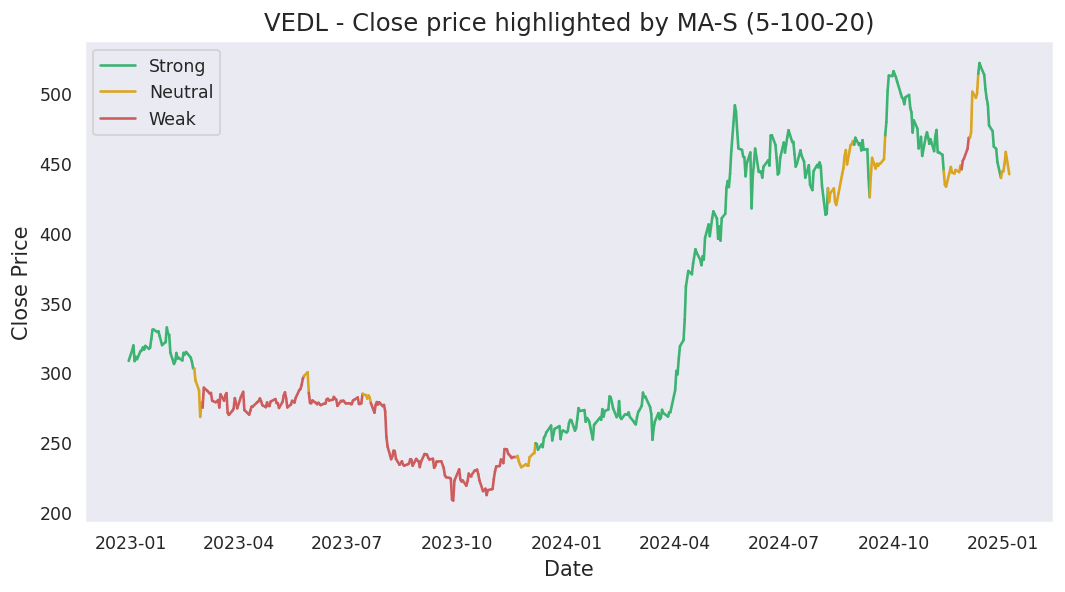 VEDL - Close price highlighted by MA-S (5-100-20)
Strong
Neutral
Weak
Close Price
500
450
400
350
300
250
200
2023-01 2023-04 2023-07 2023-10 2024-01 2024-04 2024-07 2024-10 2025-01
Date